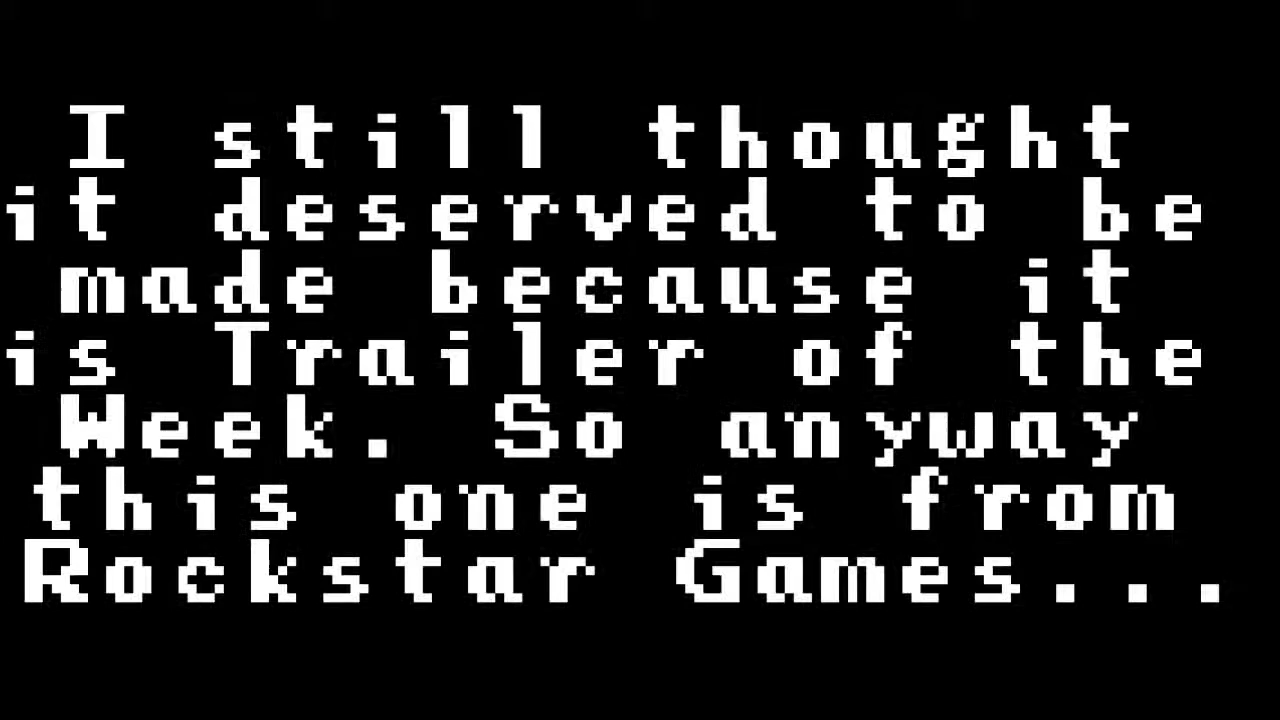 I still thought
it deserved to be
made because it
is Trailer of the
Week. So anyway
this one is from
Rockstar Games...